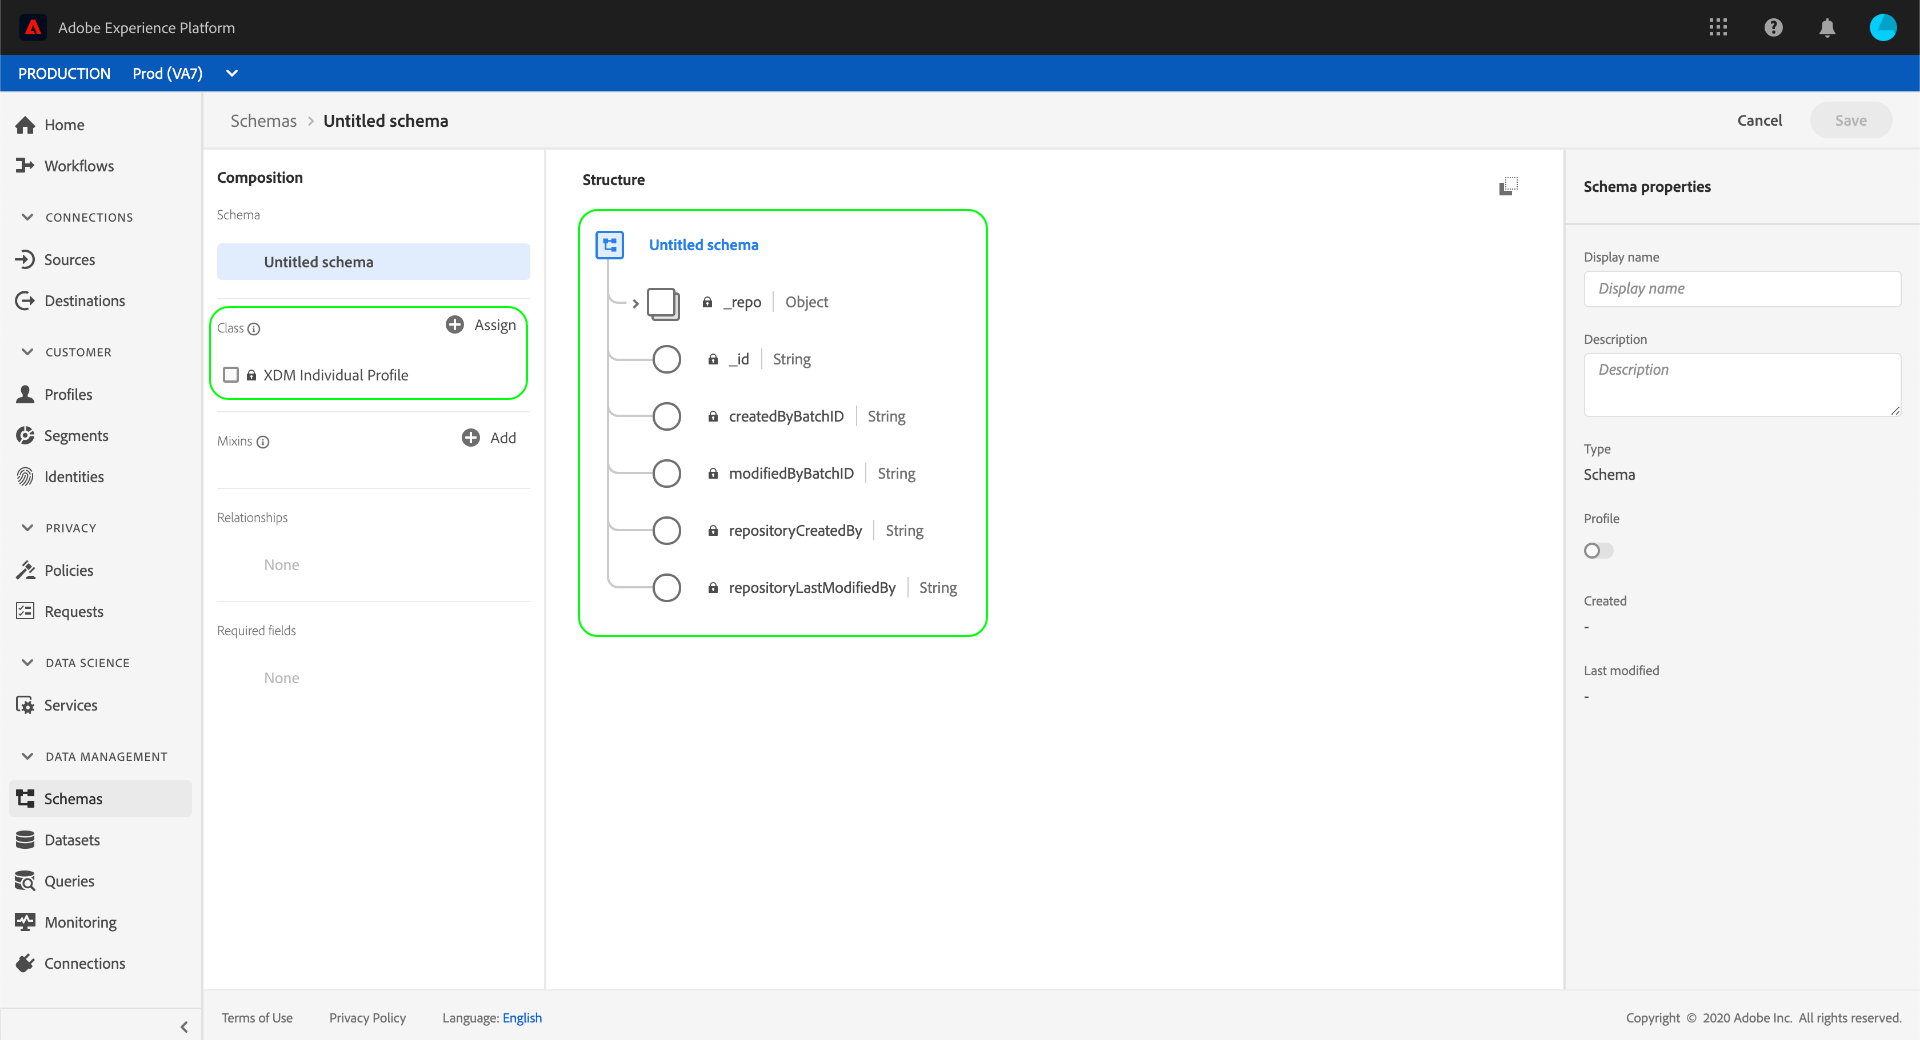 Adobe Experience Platform
PRODUCTION Prod (VA7)
Home
Workflows
CONNECTIONS
Sources
Destinations
CUSTOMER
Profiles
Segments
Identities
PRIVACY
Policies
Requests
DATA SCIENCE
Services
DATA MANAGEMENT
Schemas
Datasets
Queries
Monitoring
Connections
Schemas > Untitled schema
Cancel
Save
Composition
Schema
Untitled schema
Class
Assign
XDM Individual Profile
Mixins
Add
Relationships
None
Required fields
None
Structure
Untitled schema
_repo | Object
_id | String
createdByBatchID | String
modifiedByBatchID | String
repositoryCreatedBy | String
repositoryLastModifiedBy | String
Schema properties
Display name
Display name
Description
Description
Type
Schema
Profile
Created
-
Last modified
-
Terms of Use Privacy Policy Language: English
Copyright © 2020 Adobe Inc. All rights reserved.